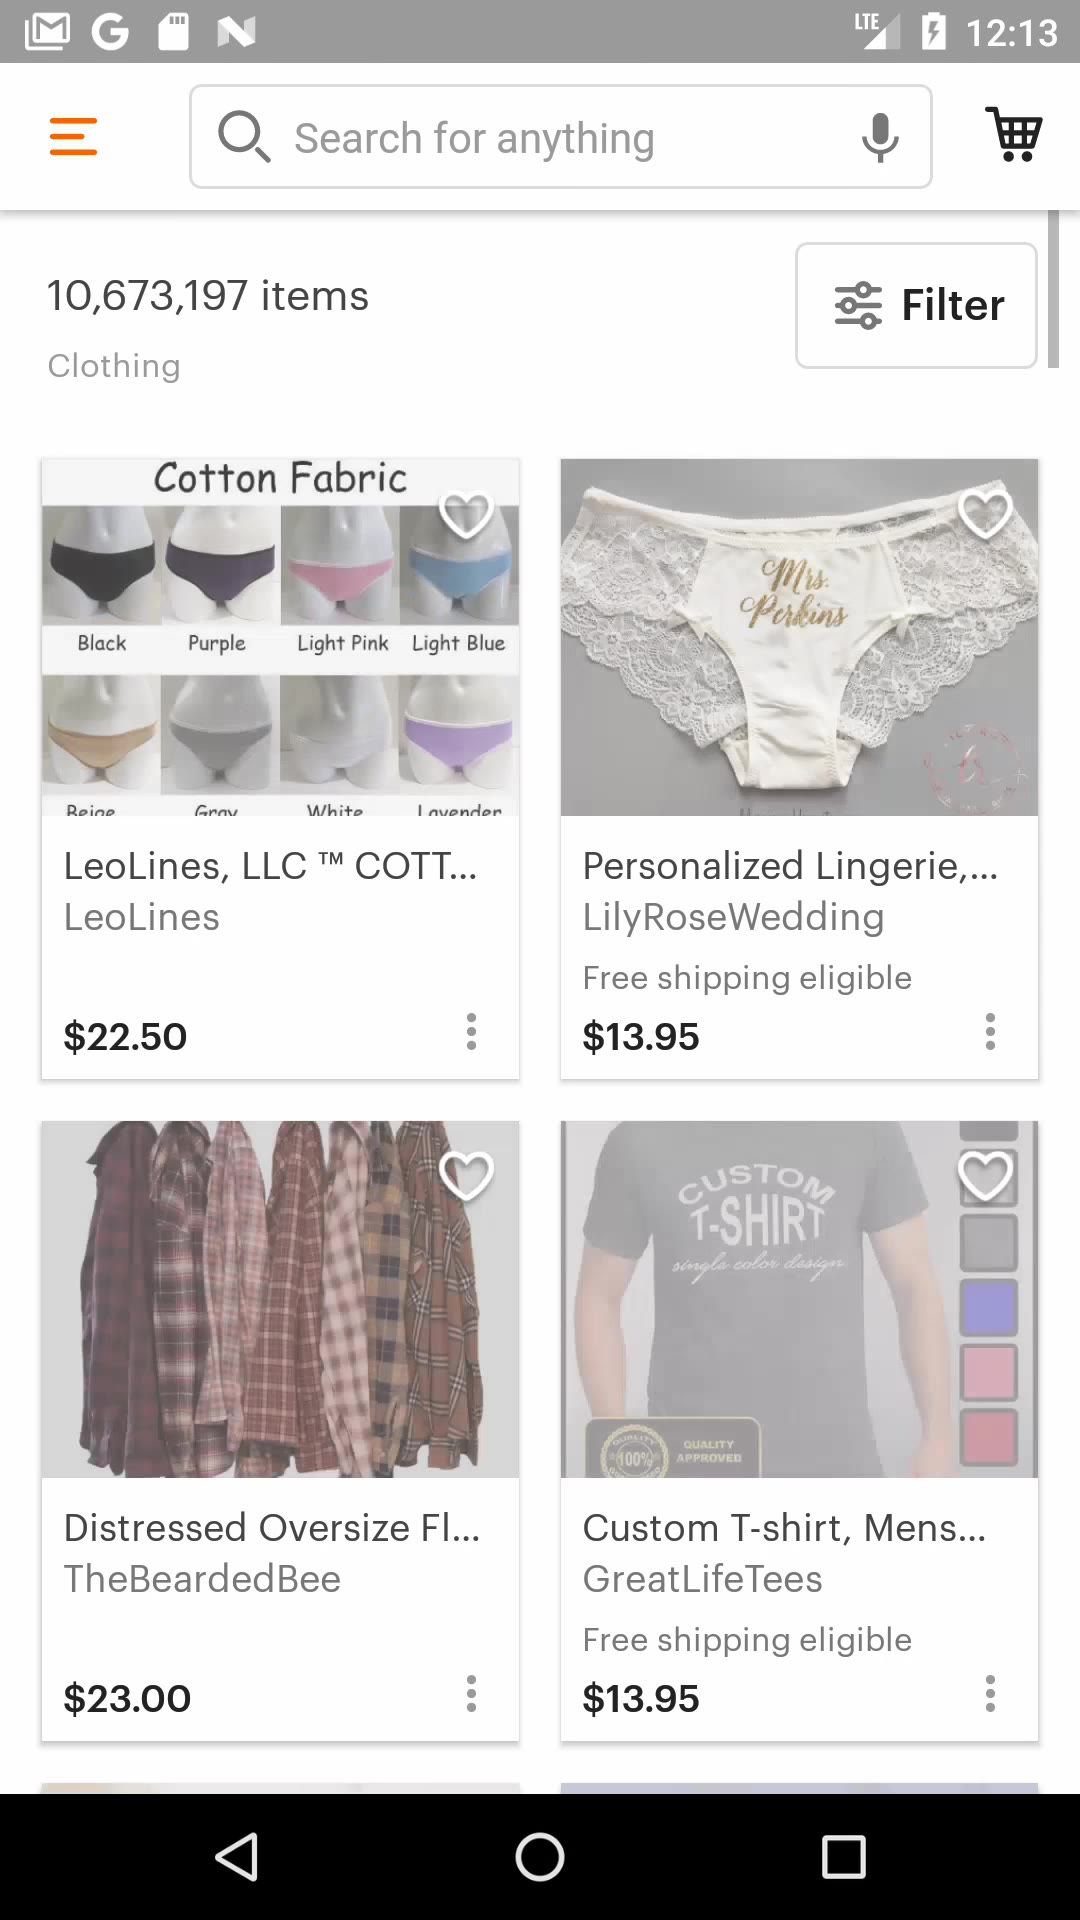 LTE 12:13
Search for anything
10,673,197 items
Filter
Clothing
Cotton Fabric
Black Purple Light Pink Light Blue
Beige Gray White Lavender
Mrs.
Perkins
LeoLines, LLC ™ COTT...
LeoLines
$22.50
Personalized Lingerie,...
LilyRoseWedding
Free shipping eligible
$13.95
CUSTOM
T-SHIRT
single color design
QUALITY
100%
QUALITY
APPROVED
Distressed Oversize Fl...
TheBeardedBee
$23.00
Custom T-shirt, Mens...
GreatLifeTees
Free shipping eligible
$13.95